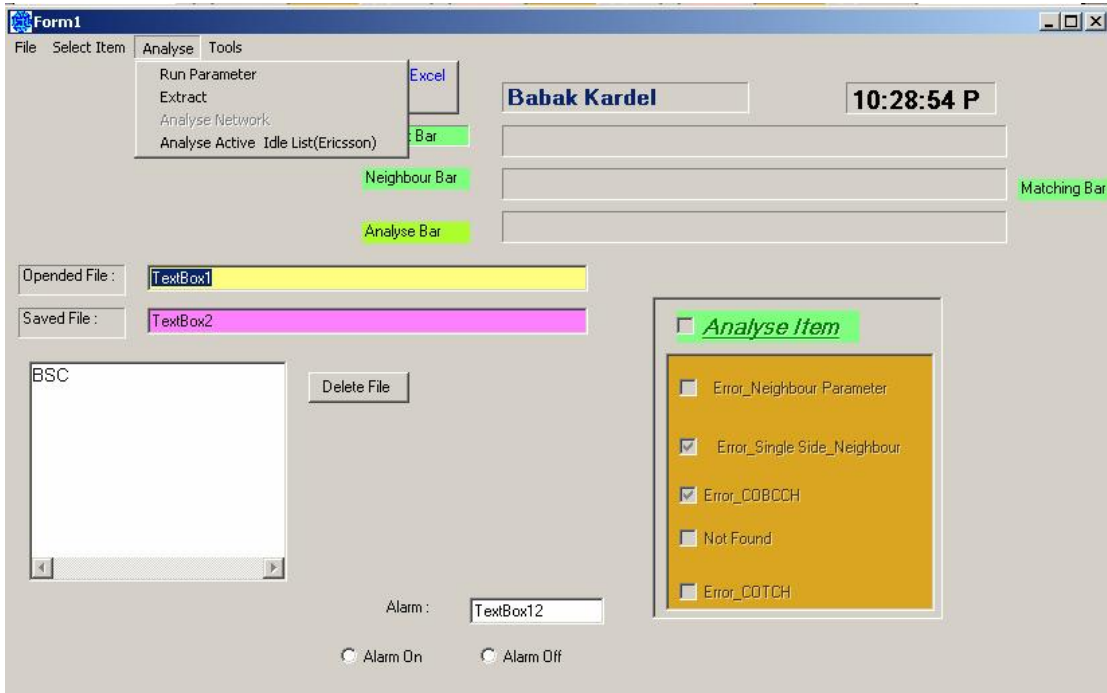 Form1
File Select Item Analyse Tools
Run Parameter
Extract
Analyse Network
Analyse Active Idle List(Ericsson)
Excel
Babak Kardel
10:28:54 P
Bar
Neighbour Bar
Matching Bar
Analyse Bar
Opended File :
TextBox1
Saved File :
TextBox2
BSC
Delete File
Analyse Item
Error_Neighbour Parameter
Error_Single Side_Neighbour
Error_COBCCH
Not Found
Error_COTCH
Alarm :
TextBox12
Alarm On
Alarm Off